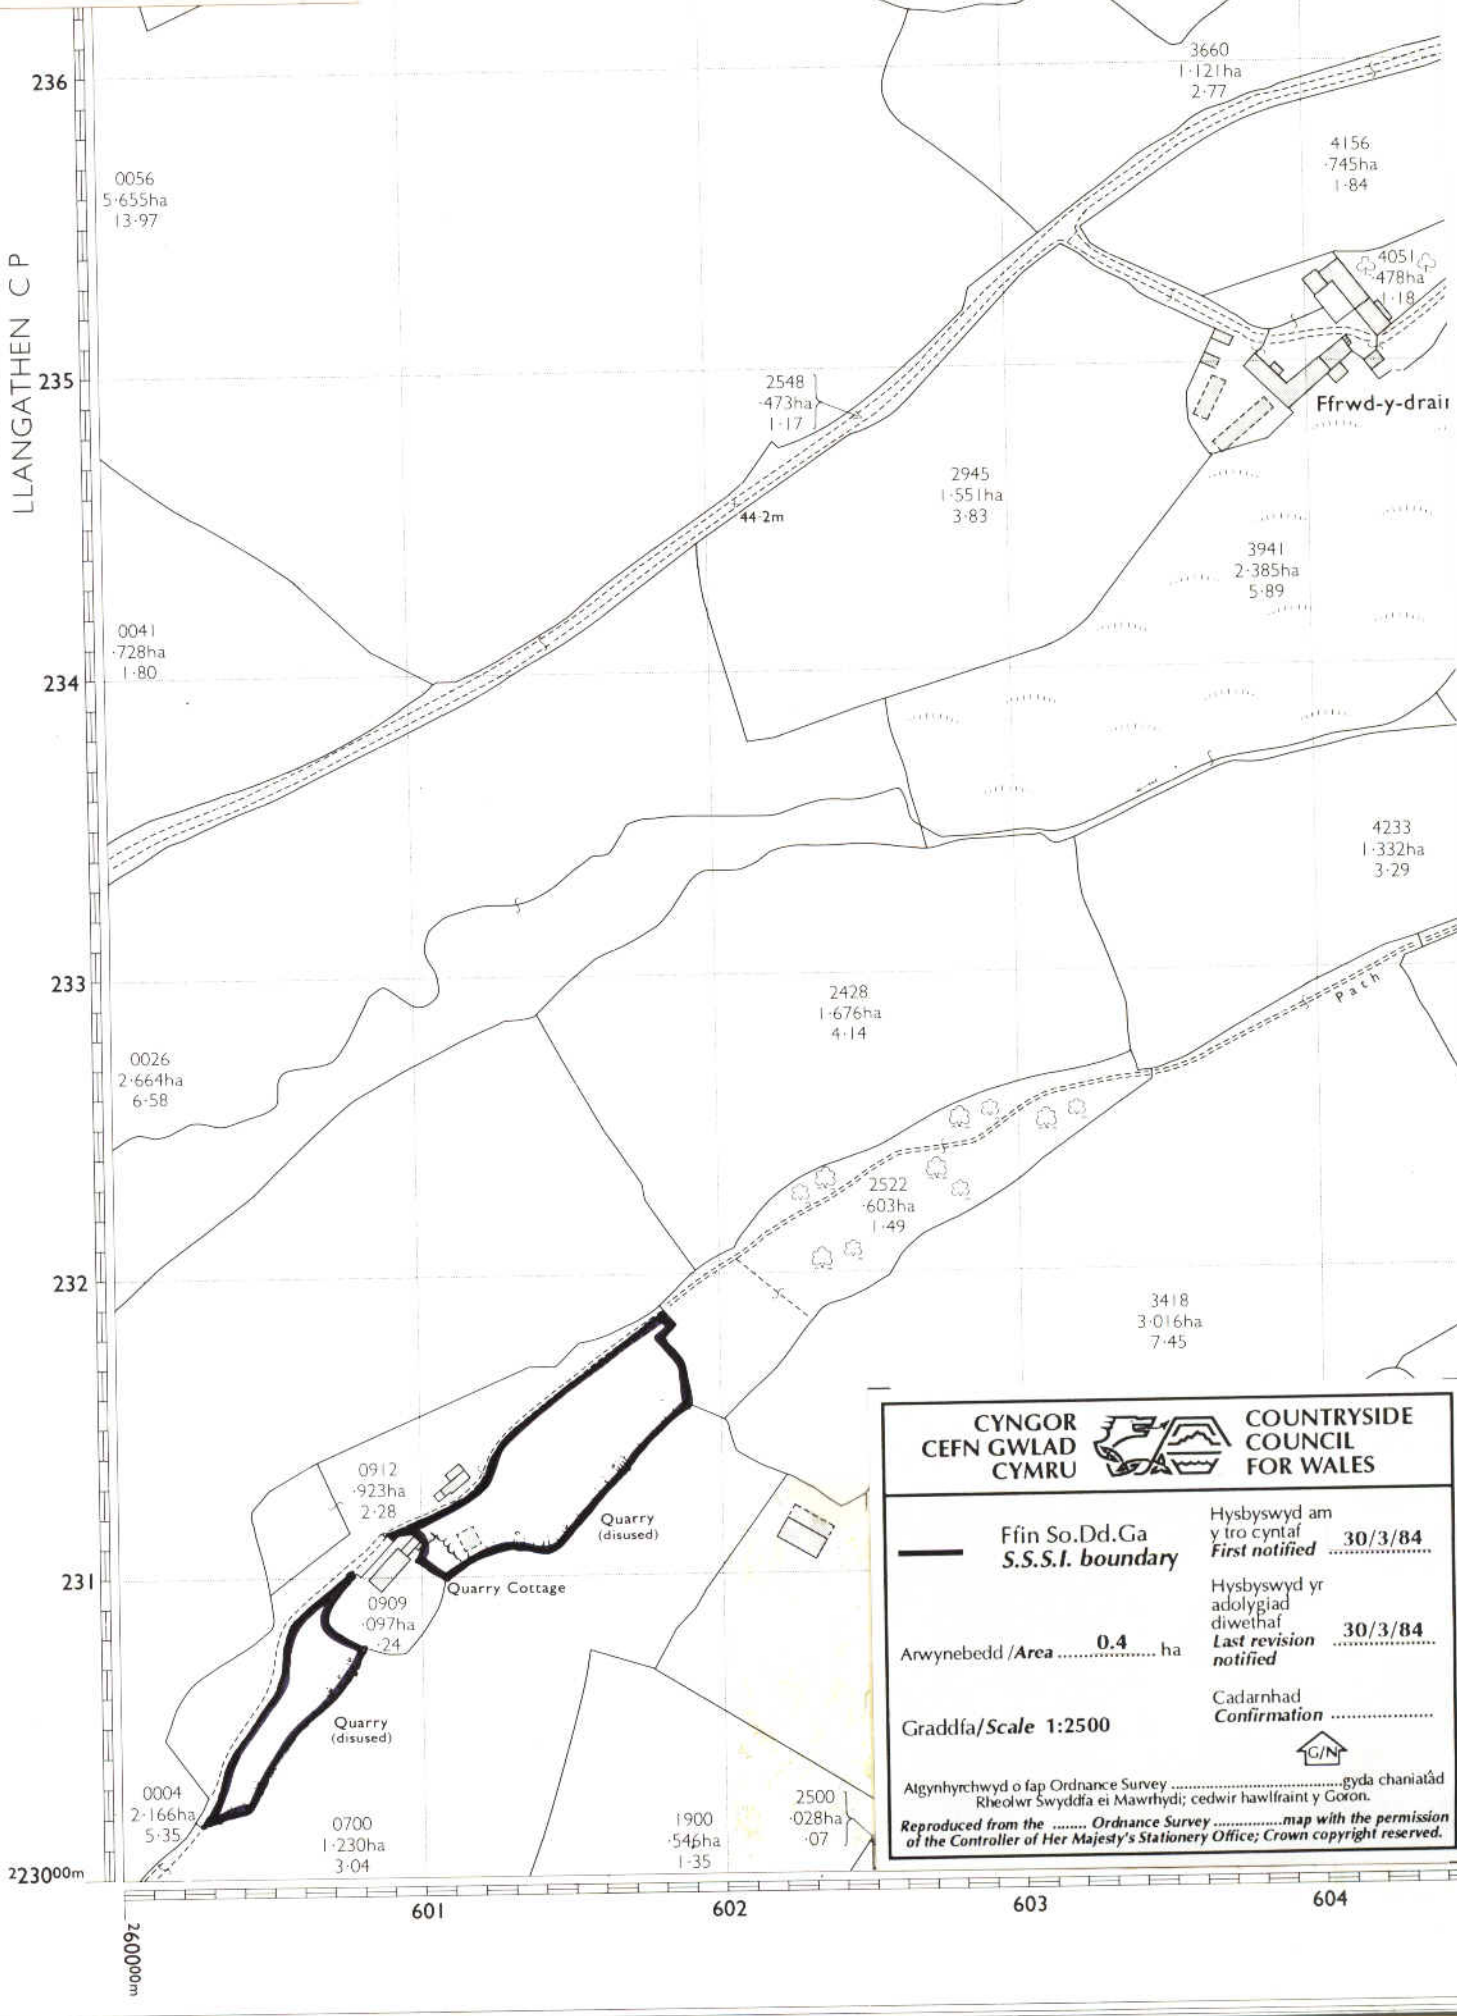 236
3660
1·121ha
2·77
4156
·745ha
1·84
0056
5·655ha
13·97
LLANGATHEN C P
4051
·478ha
1·18
235
2548
·473ha
1·17
Ffrwd-y-drain
2945
1·551ha
3·83
44·2m
3941
2·385ha
5·89
0041
·728ha
1·80
234
4233
1·332ha
3·29
233
2428
1·676ha
4·14
Path
0026
2·664ha
6·58
2522
·603ha
1·49
232
3418
3·016ha
7·45
0912
·923ha
2·28
Quarry
(disused)
231
Quarry Cottage
0909
·097ha
·24
Quarry
(disused)
0004
2·166ha
5·35
0700
1·230ha
3·04
1900
·546ha
1·35
2500
·028ha
·07
CYNGOR
CEFN GWLAD
CYMRU
COUNTRYSIDE
COUNCIL
FOR WALES
Ffin So.Dd.Ga
S.S.S.I. boundary
Hysbyswyd am
y tro cyntaf
First notified 30/3/84
Hysbyswyd yr
adolygiad
diwethaf
Last revision 30/3/84
notified
Arwynebedd/Area ............ 0.4 ............ ha
Cadarnhad
Confirmation ....................
Graddfa/Scale 1:2500
G/N
Atgynhyrchwyd o fap Ordnance Survey ........................................gyda chaniatâd
Rheolwr Swyddfa ei Mawrhydi; cedwir hawlfraint y Goron.
Reproduced from the ........ Ordnance Survey ................map with the permission
of the Controller of Her Majesty's Stationery Office; Crown copyright reserved.
²23000m
601
602
603
604
²60000m